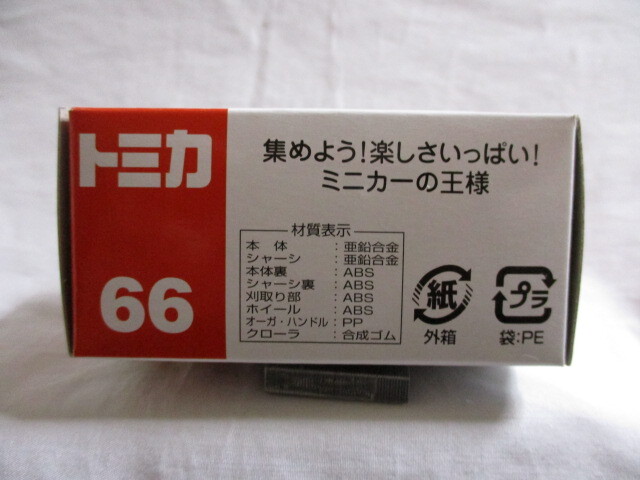 トミカ
66
集めよう!楽しさいっぱい!
ミニカーの王様
材質表示
本体:亜鉛合金
シャーシ:亜鉛合金
本体裏:ABS
シャーシ裏:ABS
刈取り部:ABS
ホイール:ABS
オーガ・ハンドル:PP
クローラ:合成ゴム
紙
外箱
プラ
袋:PE